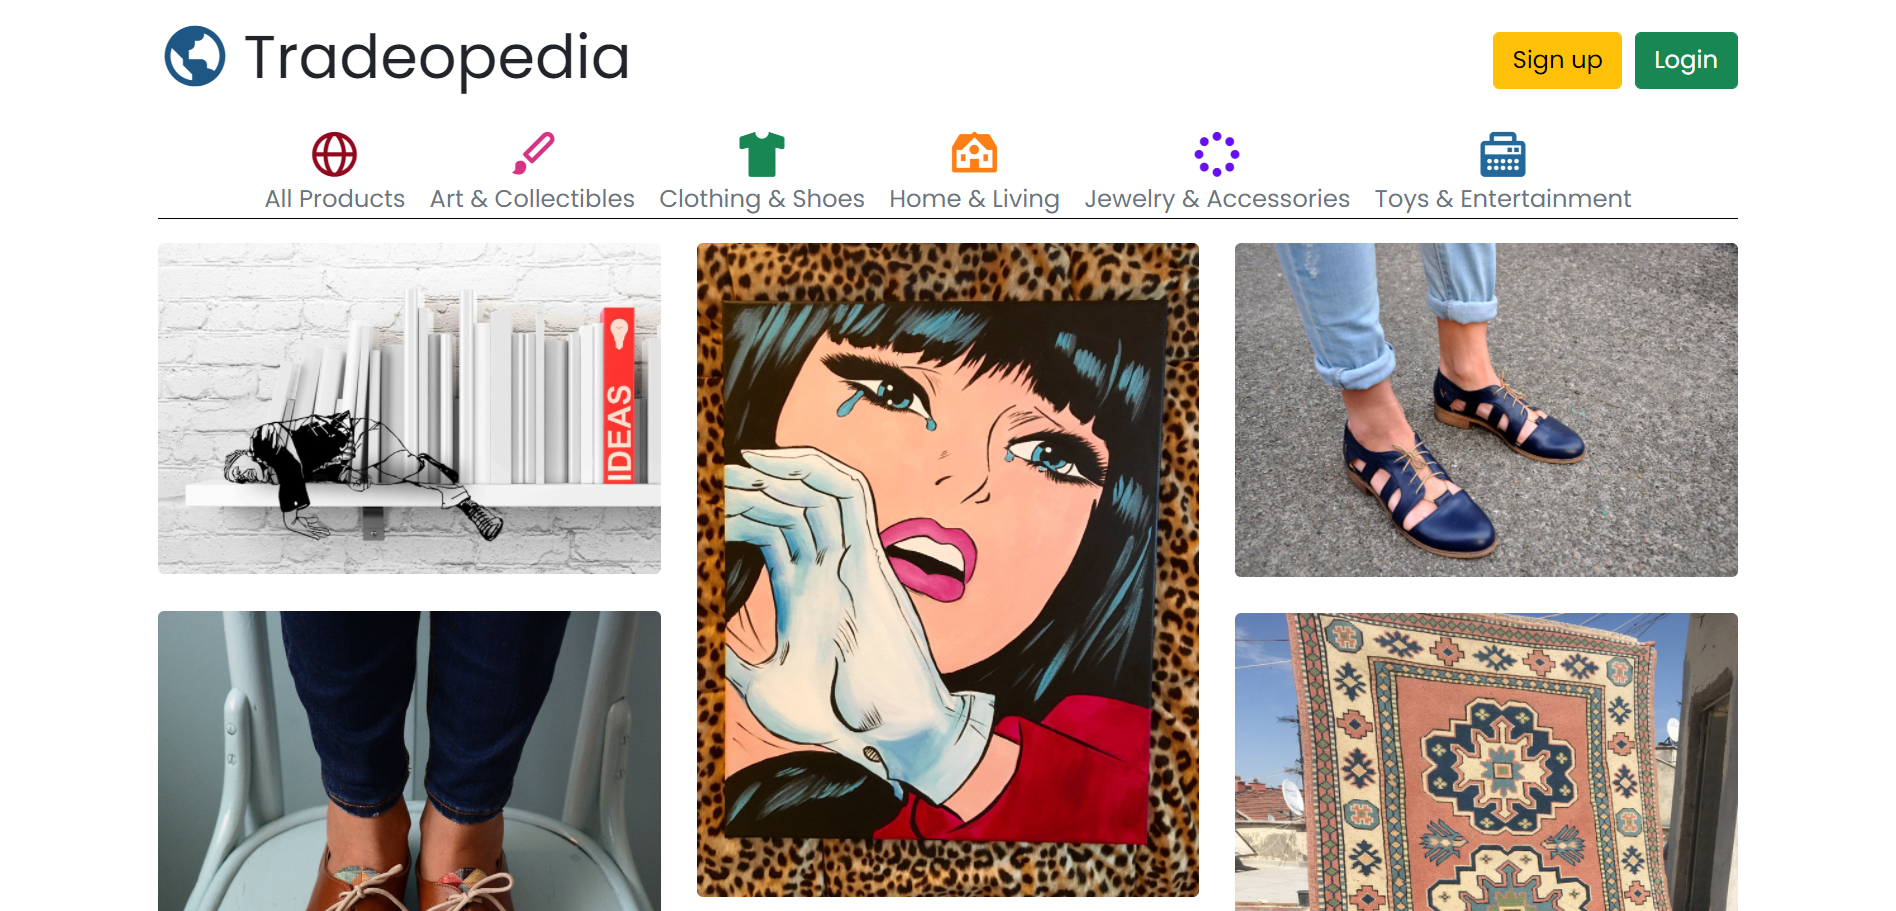 Tradeopedia
Sign up
Login
All Products
Art & Collectibles
Clothing & Shoes
Home & Living
Jewelry & Accessories
Toys & Entertainment
IDEAS